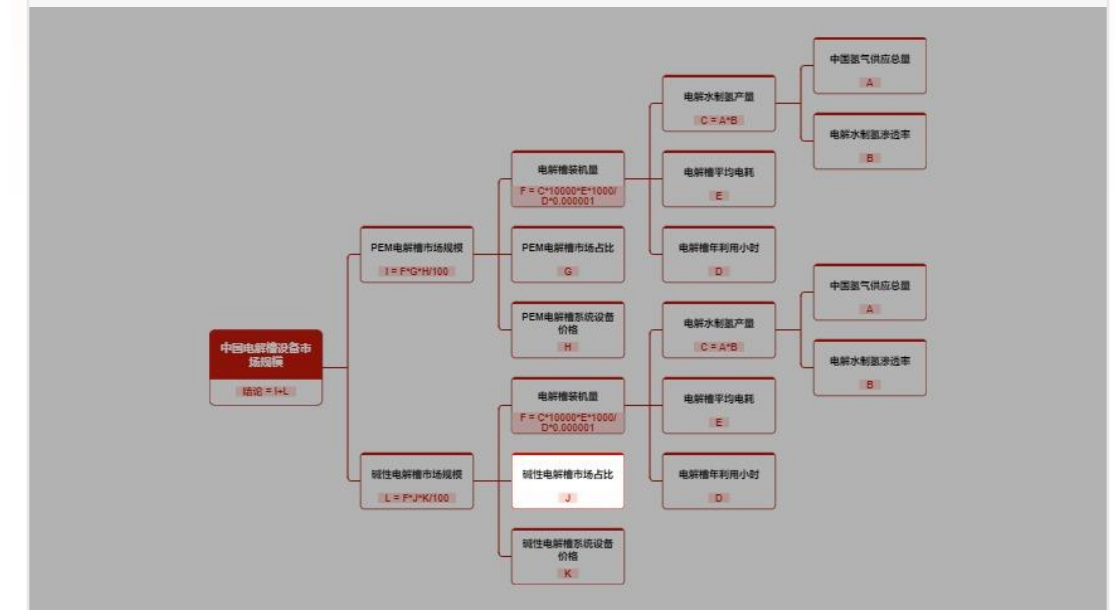 中国氢气供应总量
A
电解水制氢产量
C = A*B
电解水制氢渗透率
B
电解槽装机量
F = C*10000*E*1000/
D*0.000001
电解槽平均电耗
E
PEM电解槽市场规模
I = F*G*H/100
PEM电解槽市场占比
G
电解槽年利用小时
D
中国氢气供应总量
A
PEM电解槽系统设备
价格
H
电解水制氢产量
C = A*B
中国电解槽设备市
场规模
结论 = I+L
电解水制氢渗透率
B
电解槽装机量
F = C*10000*E*1000/
D*0.000001
电解槽平均电耗
E
碱性电解槽市场规模
L = F*J*K/100
碱性电解槽市场占比
J
电解槽年利用小时
D
碱性电解槽系统设备
价格
K